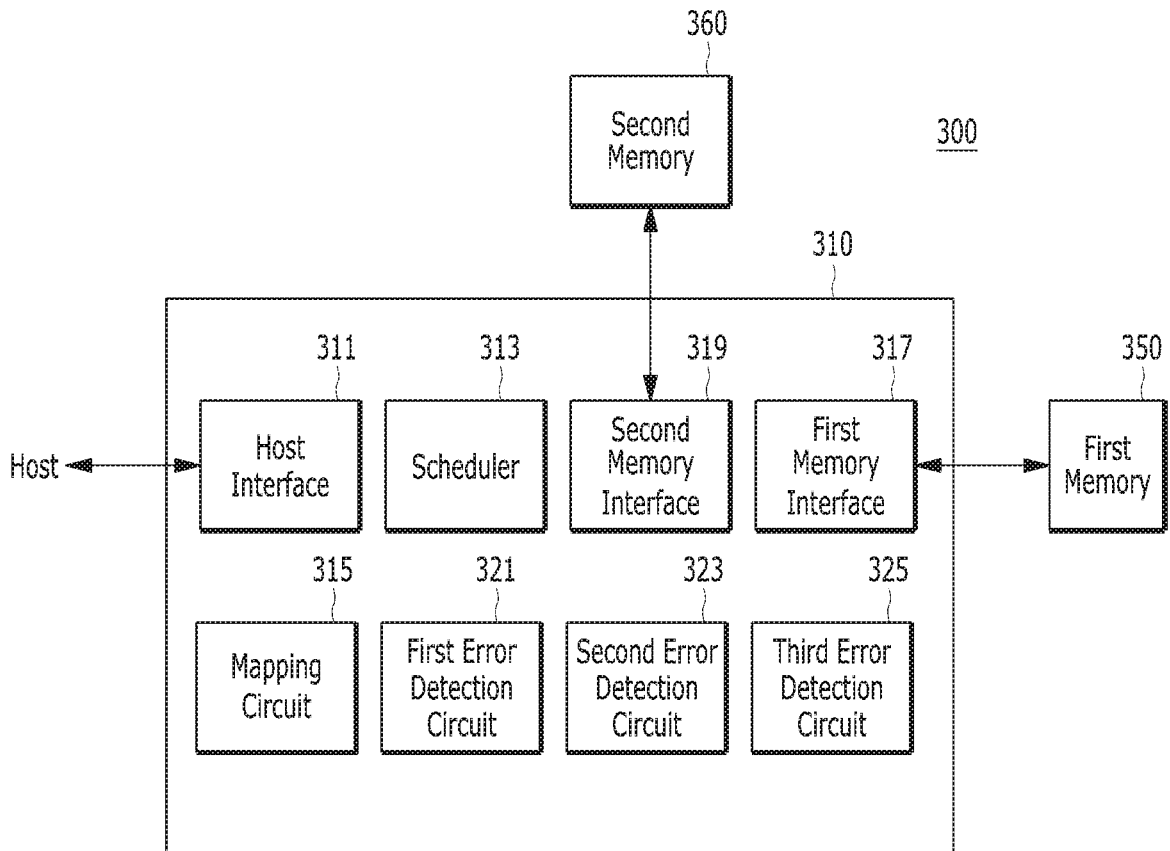 360
Second
Memory
300
310
311
313
319
317
350
Host
Host
Interface
Scheduler
Second
Memory
Interface
First
Memory
Interface
First
Memory
315
321
323
325
Mapping
Circuit
First Error
Detection
Circuit
Second Error
Detection
Circuit
Third Error
Detection
Circuit